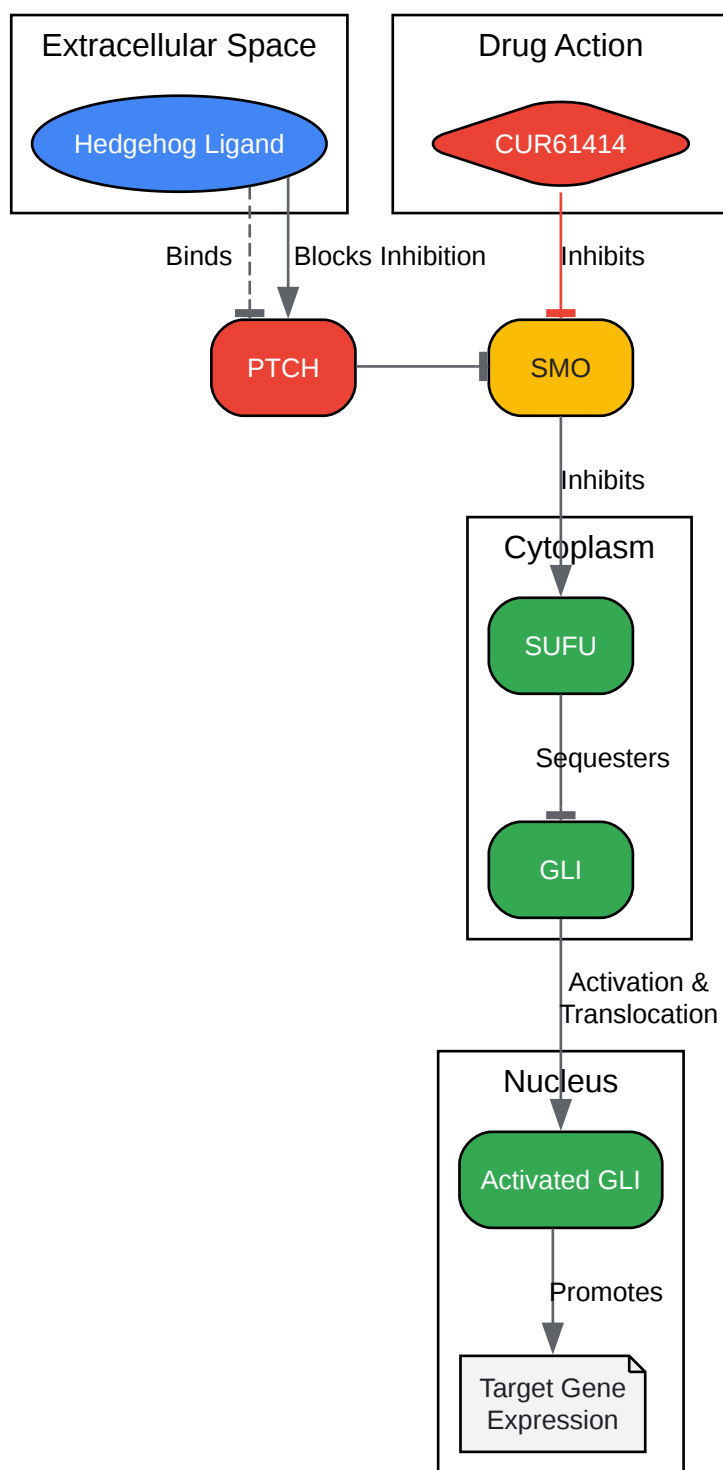 Extracellular Space
Drug Action
Hedgehog Ligand
CUR61414
Binds
Blocks Inhibition
Inhibits
PTCH
SMO
Inhibits
Cytoplasm
SUFU
Sequesters
GLI
Activation &
Translocation
Nucleus
Activated GLI
Promotes
Target Gene
Expression